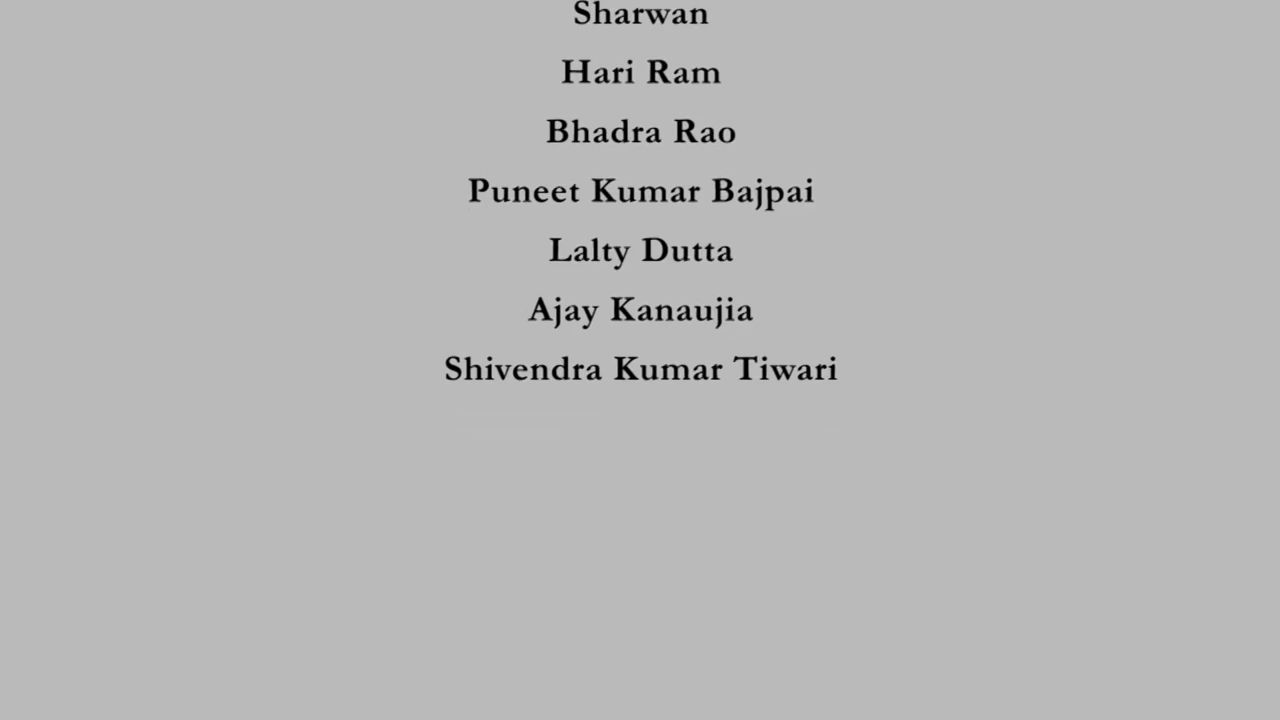 Sharwan
Hari Ram
Bhadra Rao
Puneet Kumar Bajpai
Lalty Dutta
Ajay Kanaujia
Shivendra Kumar Tiwari